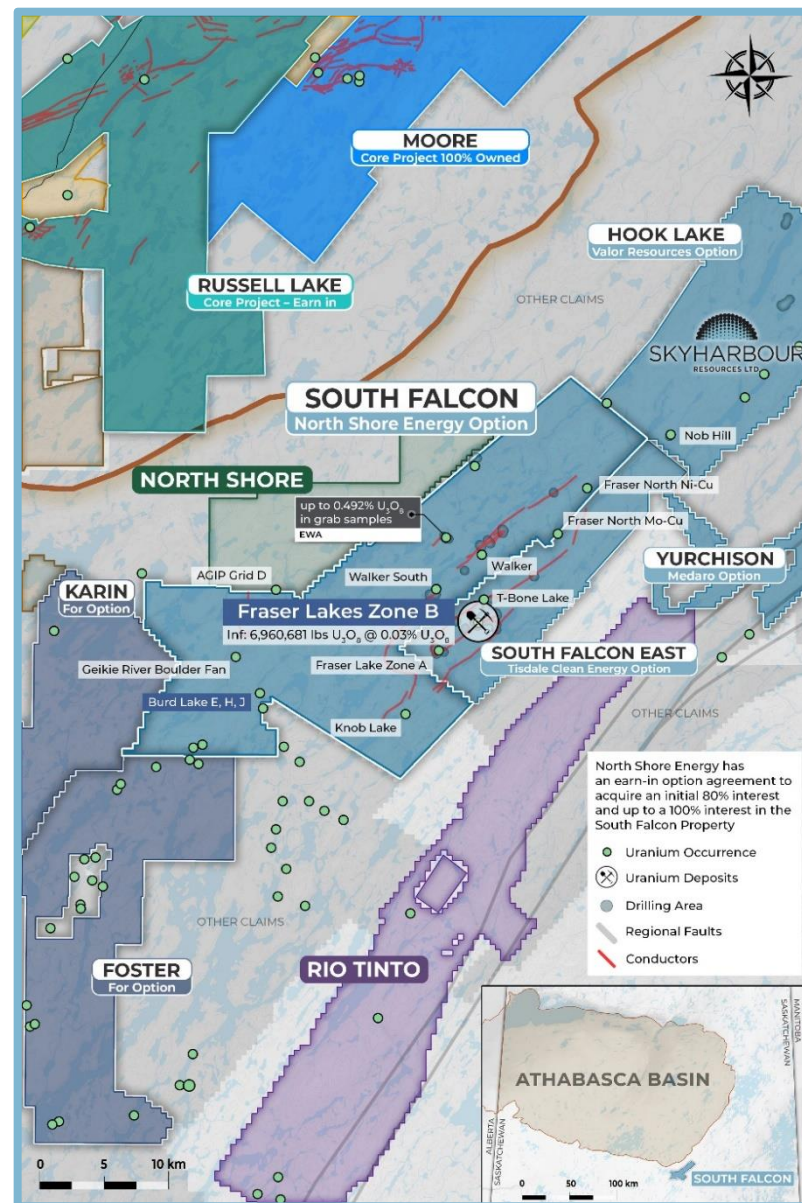 MOORE
Core Project 100% Owned
HOOK LAKE
Valor Resources Option
RUSSELL LAKE
Core Project – Earn in
OTHER CLAIMS
SKYHARBOUR
RESOURCES LTD
SOUTH FALCON
North Shore Energy Option
Nob Hill
NORTH SHORE
Fraser North Ni-Cu
up to 0.492% U₃O₈
in grab samples
EWA
Fraser North Mo-Cu
AGIP Grid D
Walker South
Walker
YURCHISON
Medaro Option
KARIN
For Option
T-Bone Lake
Fraser Lakes Zone B
Inf: 6,960,681 lbs U₃O₈ @ 0.03% U₃O₈
Geikie River Boulder Fan
Fraser Lake Zone A
SOUTH FALCON EAST
Tisdale Clean Energy Option
Burd Lake E, H, J
Knob Lake
OTHER CLAIMS
North Shore Energy has
an earn-in option agreement to
acquire an initial 80% interest
and up to a 100% interest in the
South Falcon Property
Uranium Occurrence
Uranium Deposits
Drilling Area
Regional Faults
Conductors
OTHER CLAIMS
FOSTER
For Option
RIO TINTO
MANITOBA
SASKATCHEWAN
ATHABASCA BASIN
ALBERTA
SASKATCHEWAN
SOUTH FALCON
0 5 10 km
0 50 100 km